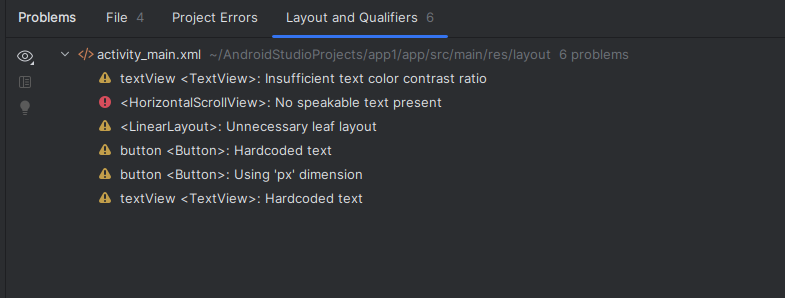 Problems File 4 Project Errors Layout and Qualifiers 6
</> activity_main.xml ~/AndroidStudioProjects/app1/app/src/main/res/layout 6 problems
textView <TextView>: Insufficient text color contrast ratio
<HorizontalScrollView>: No speakable text present
<LinearLayout>: Unnecessary leaf layout
button <Button>: Hardcoded text
button <Button>: Using 'px' dimension
textView <TextView>: Hardcoded text